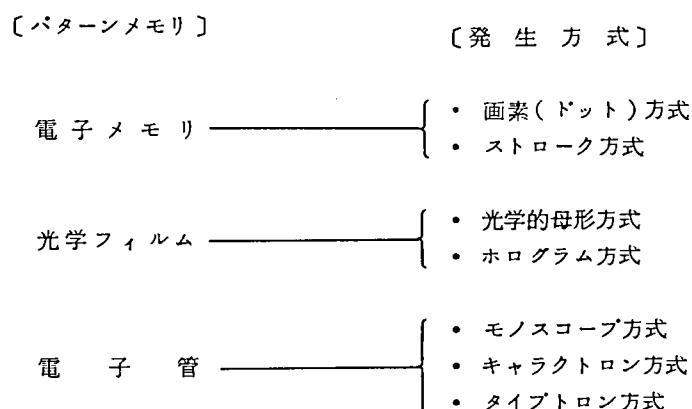 〔パターンメモリ〕 〔発生方式〕
電子メモリ
・ 画素(ドット)方式
・ ストローク方式
光学フィルム
・ 光学的母形方式
・ ホログラム方式
電子管
・ モノスコープ方式
・ キャラクトロン方式
・ タイプトロン方式